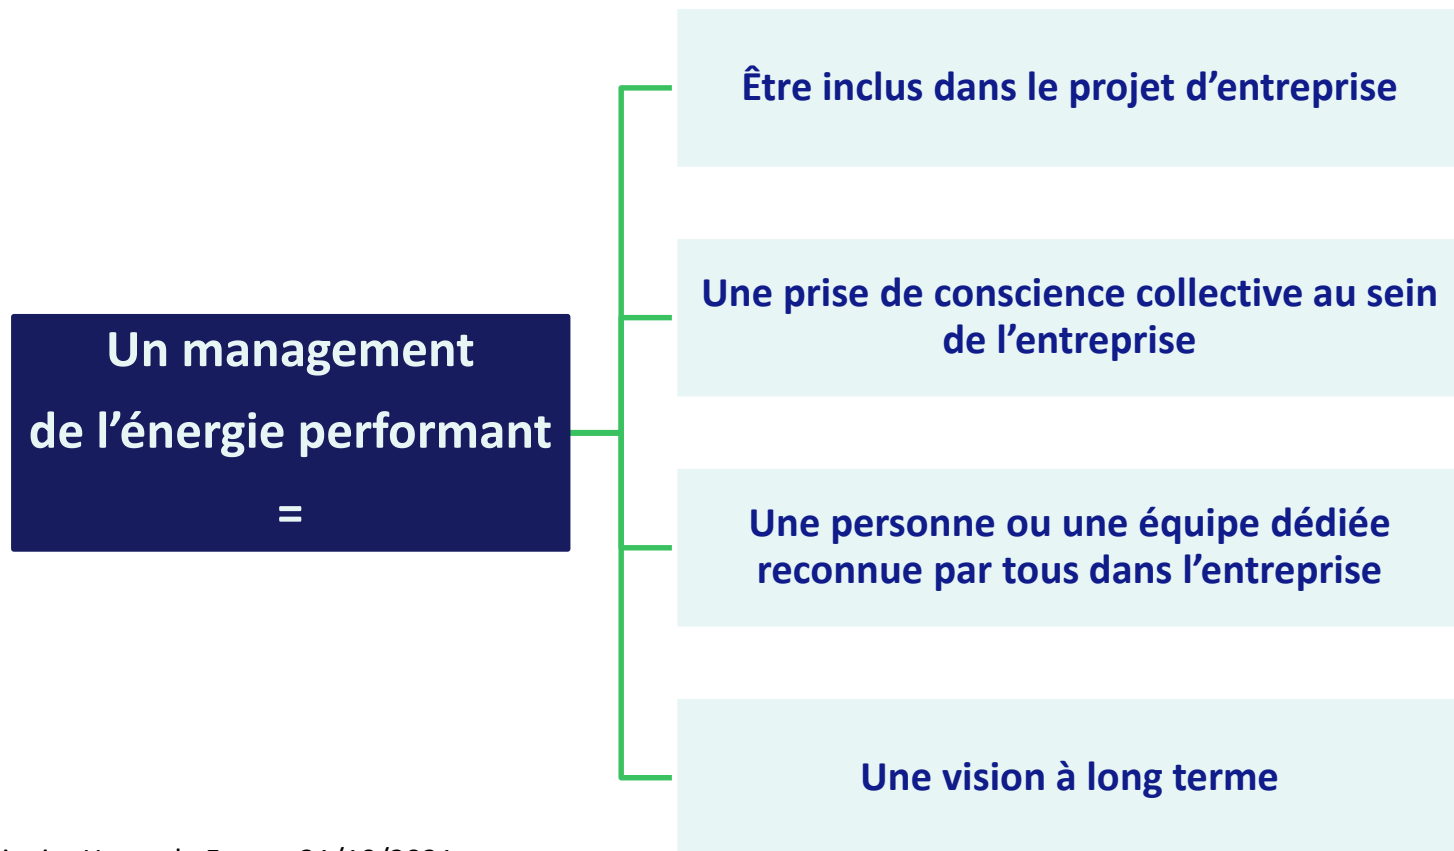 Être inclus dans le projet d'entreprise
Une prise de conscience collective au sein
de l'entreprise
Un management
de l'énergie performant
=
Une personne ou une équipe dédiée
reconnue par tous dans l'entreprise
Une vision à long terme